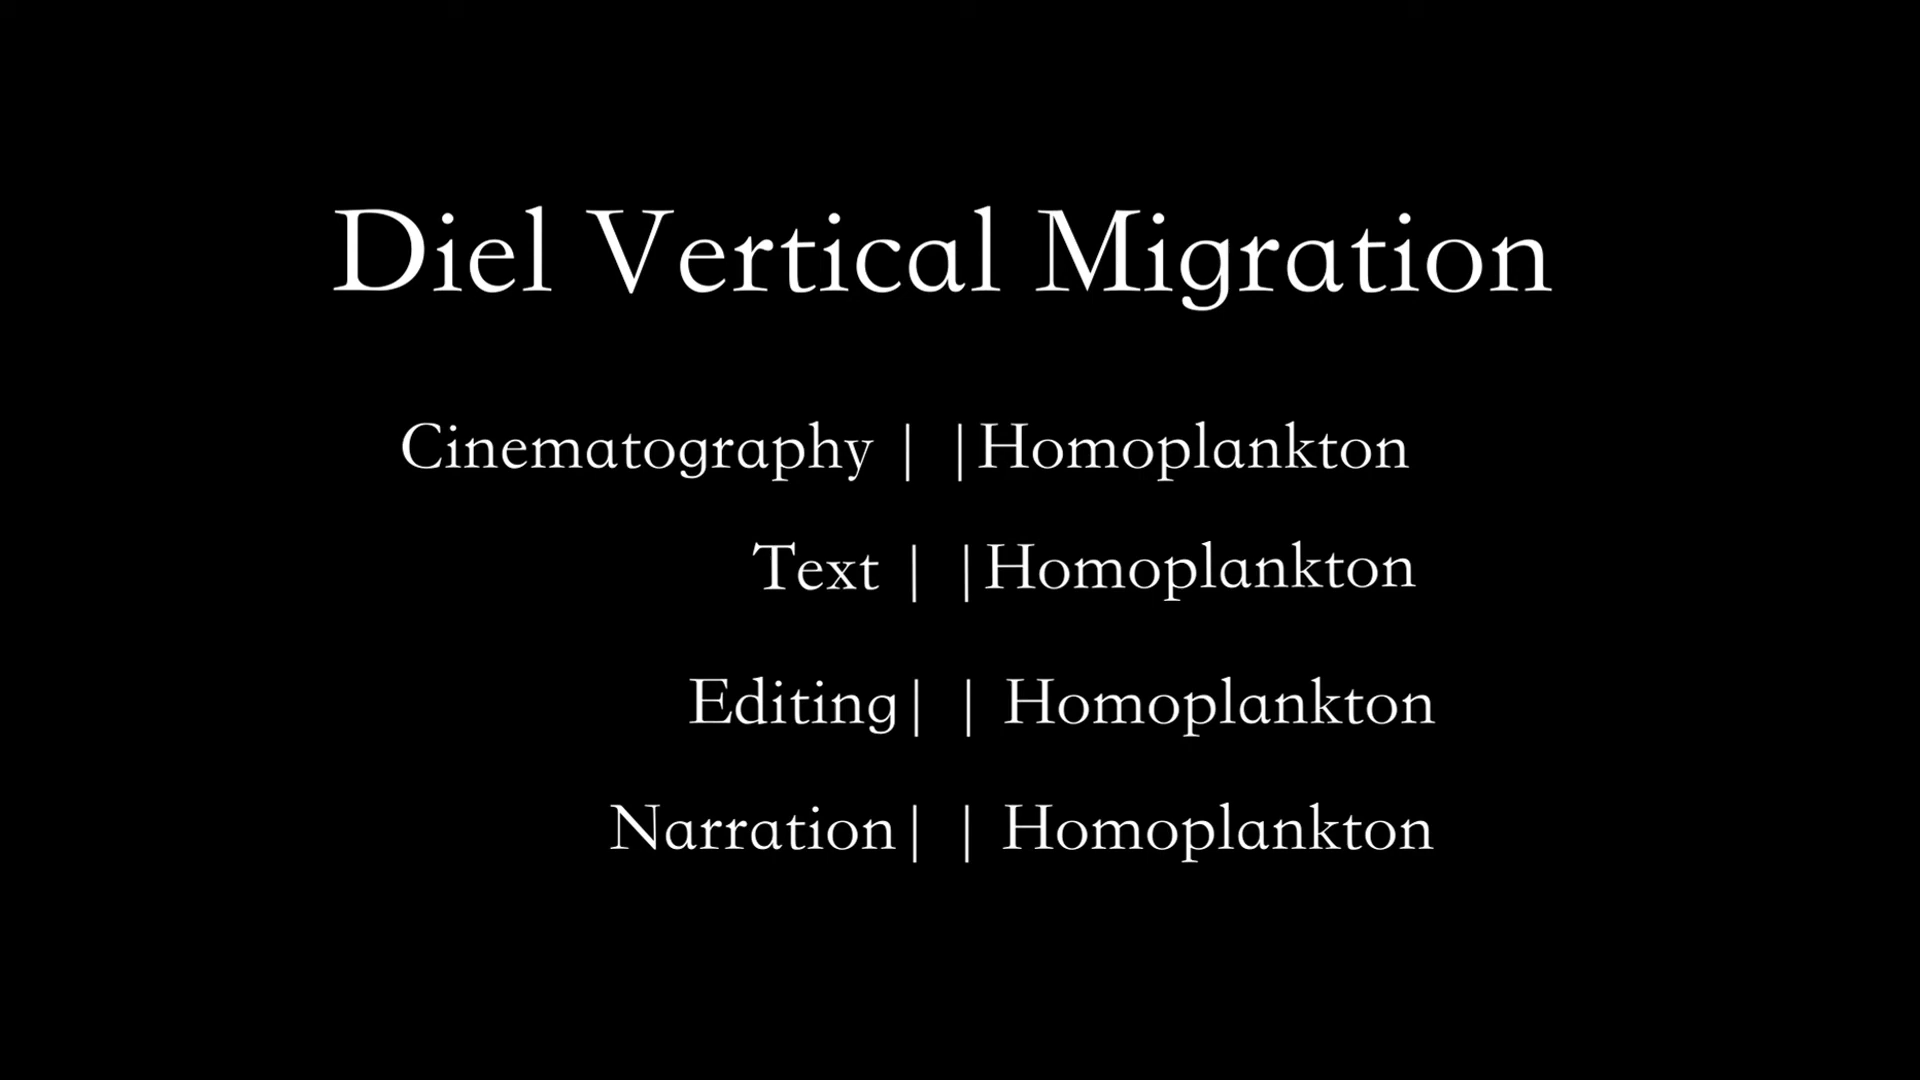 Diel Vertical Migration
Cinematography | |Homoplankton
Text | |Homoplankton
Editing| | Homoplankton
Narration| | Homoplankton